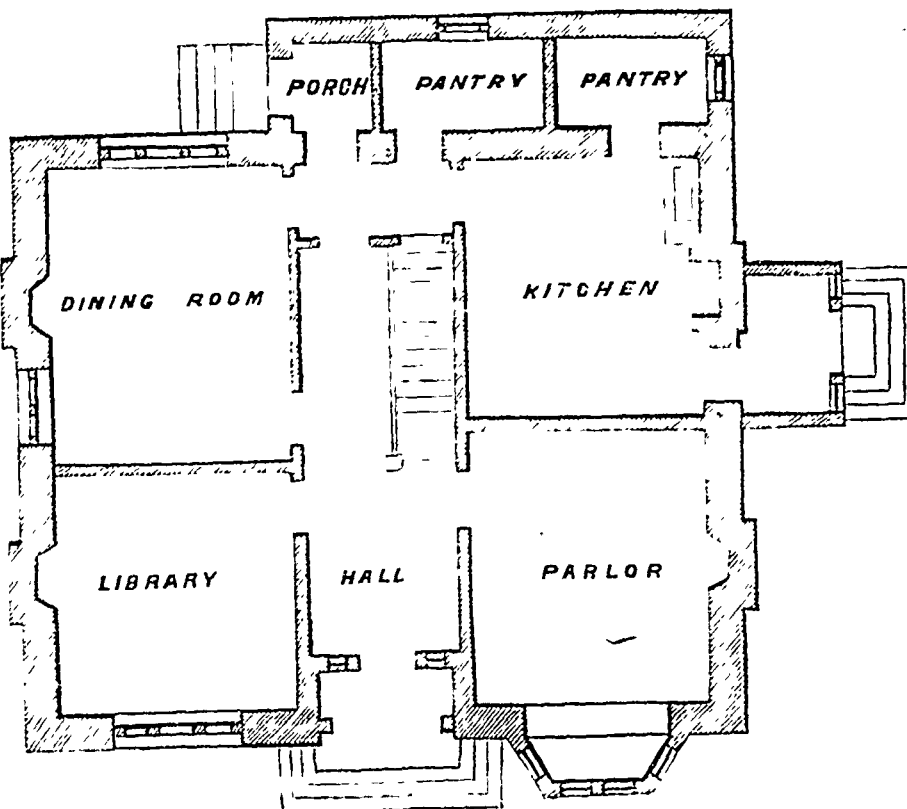 PORCH PANTRY PANTRY
DINING ROOM
KITCHEN
LIBRARY
HALL
PARLOR